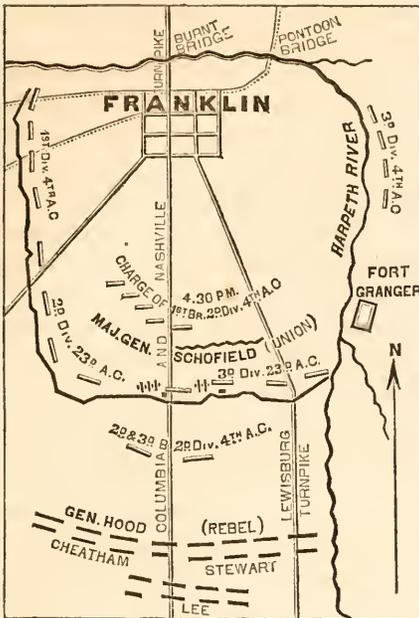 BURNT
BRIDGE
PONTOON
BRIDGE
TURNPIKE
FRANKLIN
1ST DIV. 4TH A.C
3D DIV. 4TH A.C
HARPETH RIVER
FORT
GRANGER
NASHVILLE
4.30 P.M.
CHARGE OF 1ST BR. 2D DIV. 4TH A.C
MAJ. GEN. SCHOFIELD (UNION)
AND
N
2D DIV. 23D A.C.
3D DIV. 23D A.C.
2D & 3D B. 2D DIV. 4TH A.C.
COLUMBIA
LEWISBURG
TURNPIKE
GEN. HOOD (REBEL)
CHEATHAM
STEWART
LEE